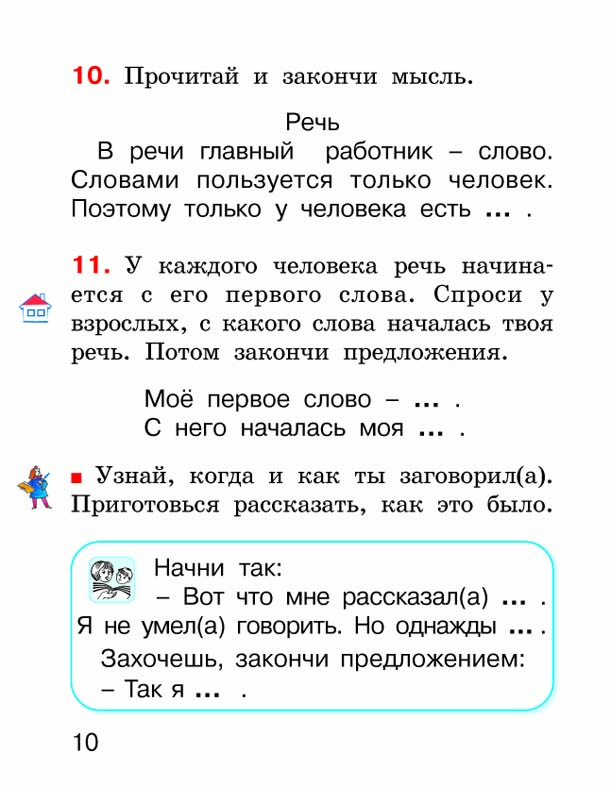 10. Прочитай и закончи мысль.
Речь
В речи главный работник – слово.
Словами пользуется только человек.
Поэтому только у человека есть ... .
11. У каждого человека речь начина-
ется с его первого слова. Спроси у
взрослых, с какого слова началась твоя
речь. Потом закончи предложения.
Моё первое слово – ... .
С него началась моя ... .
Узнай, когда и как ты заговорил(а).
Приготовься рассказать, как это было.
Начни так:
– Вот что мне рассказал(а) ... .
Я не умел(а) говорить. Но однажды ... .
Захочешь, закончи предложением:
– Так я ... .
10